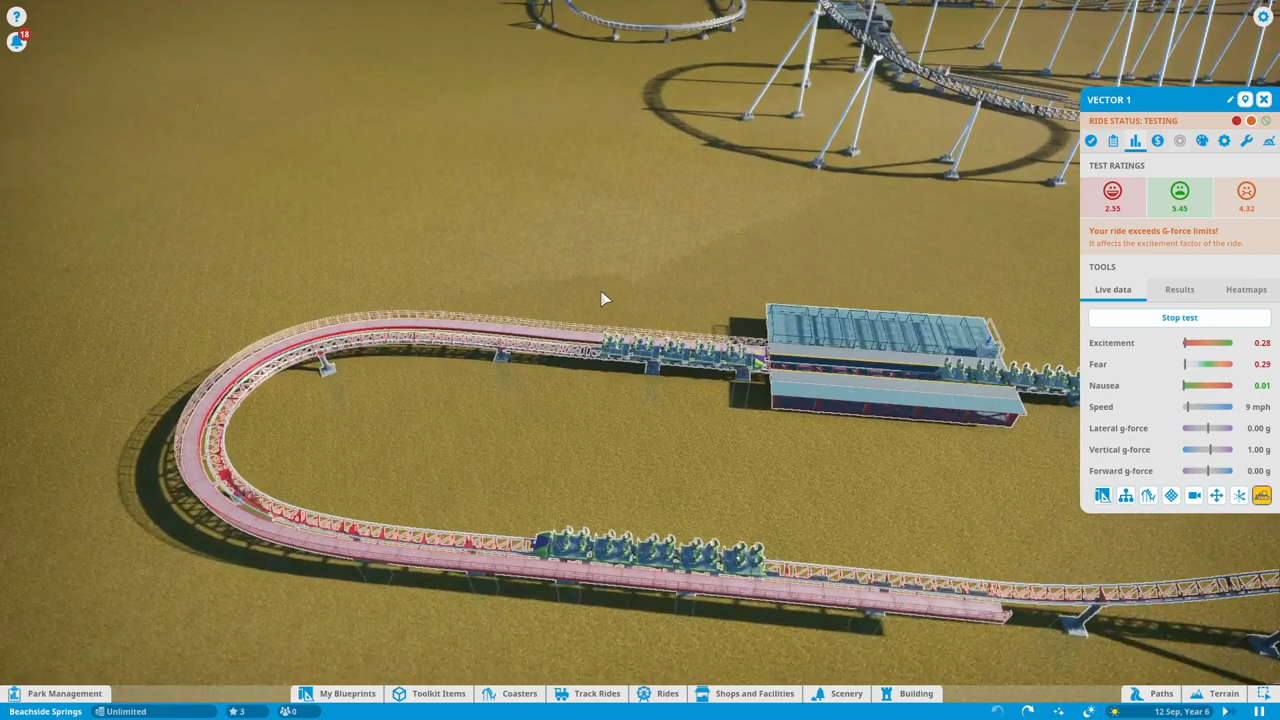 18
VECTOR 1
RIDE STATUS: TESTING
TEST RATINGS
2.55 5.45 4.32
Your ride exceeds G-force limits!
It affects the excitement factor of the ride.
TOOLS
Live data Results Heatmaps
Stop test
Excitement 0.28
Fear 0.29
Nausea 0.01
Speed 9 mph
Lateral g-force 0.00 g
Vertical g-force 1.00 g
Forward g-force 0.00 g
Park Management My Blueprints Toolkit Items Coasters Track Rides Rides Shops and Facilities Scenery Building Paths Terrain
Beachside Springs Unlimited 3 0 12 Sep, Year 6